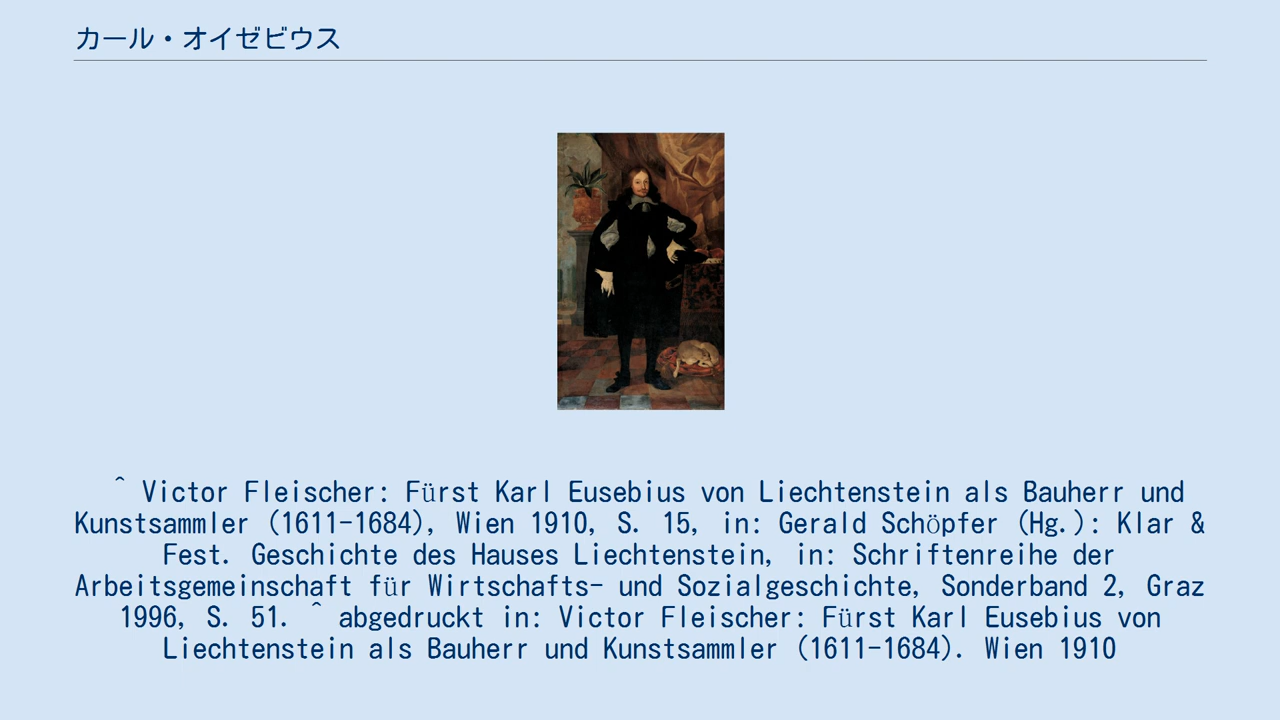 カール・オイゼビウス
^ Victor Fleischer: Fürst Karl Eusebius von Liechtenstein als Bauherr und
Kunstsammler (1611-1684), Wien 1910, S. 15, in: Gerald Schöpfer (Hg.): Klar &
Fest. Geschichte des Hauses Liechtenstein, in: Schriftenreihe der
Arbeitsgemeinschaft für Wirtschafts- und Sozialgeschichte, Sonderband 2, Graz
1996, S. 51. ^ abgedruckt in: Victor Fleischer: Fürst Karl Eusebius von
Liechtenstein als Bauherr und Kunstsammler (1611-1684). Wien 1910